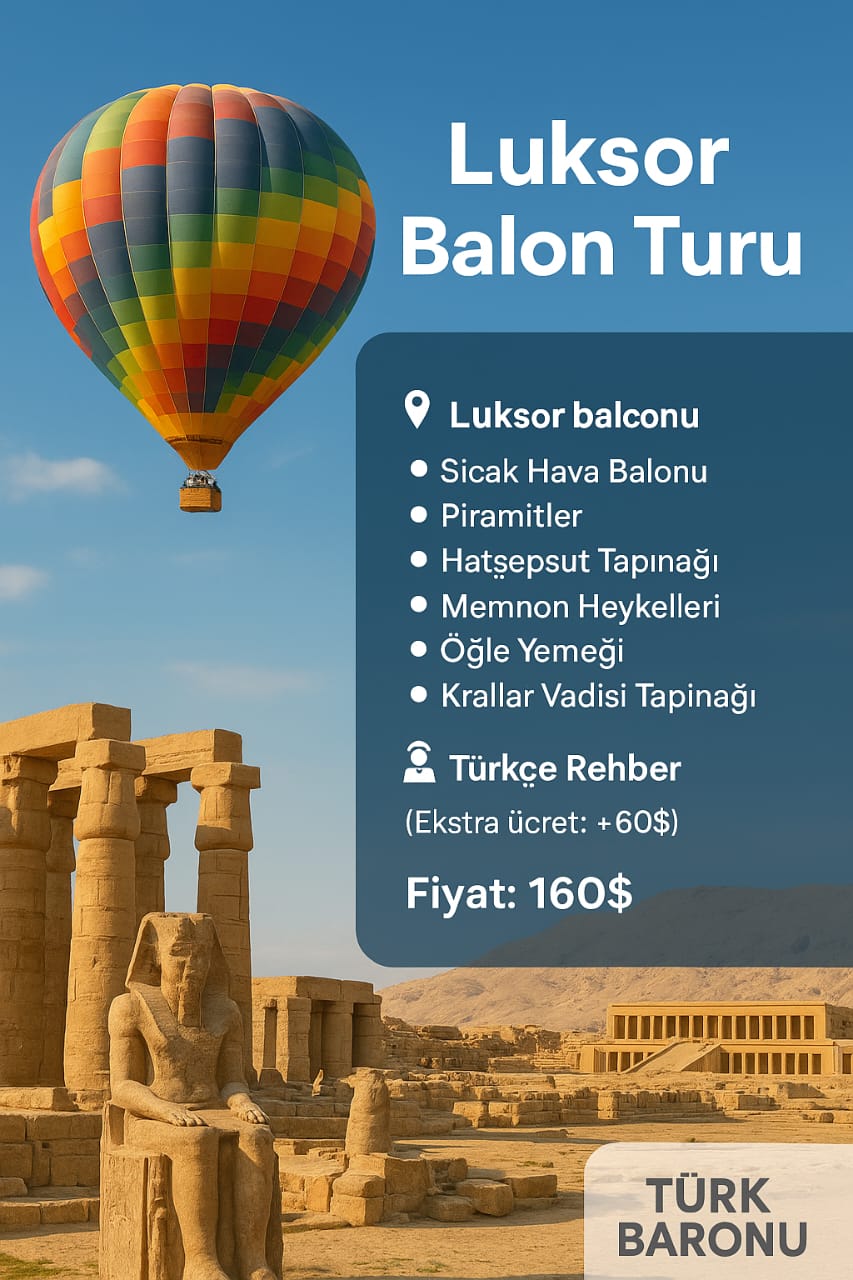 Luksor
Balon Turu
Luksor balconu
• Sicak Hava Balonu
• Piramitler
• Hatşepsut Tapınağı
• Memnon Heykelleri
• Öğle Yemeği
• Krallar Vadisi Tapinağı
Türkçe Rehber
(Ekstra ücret: +60$)
Fiyat: 160$
TÜRK
BARONU